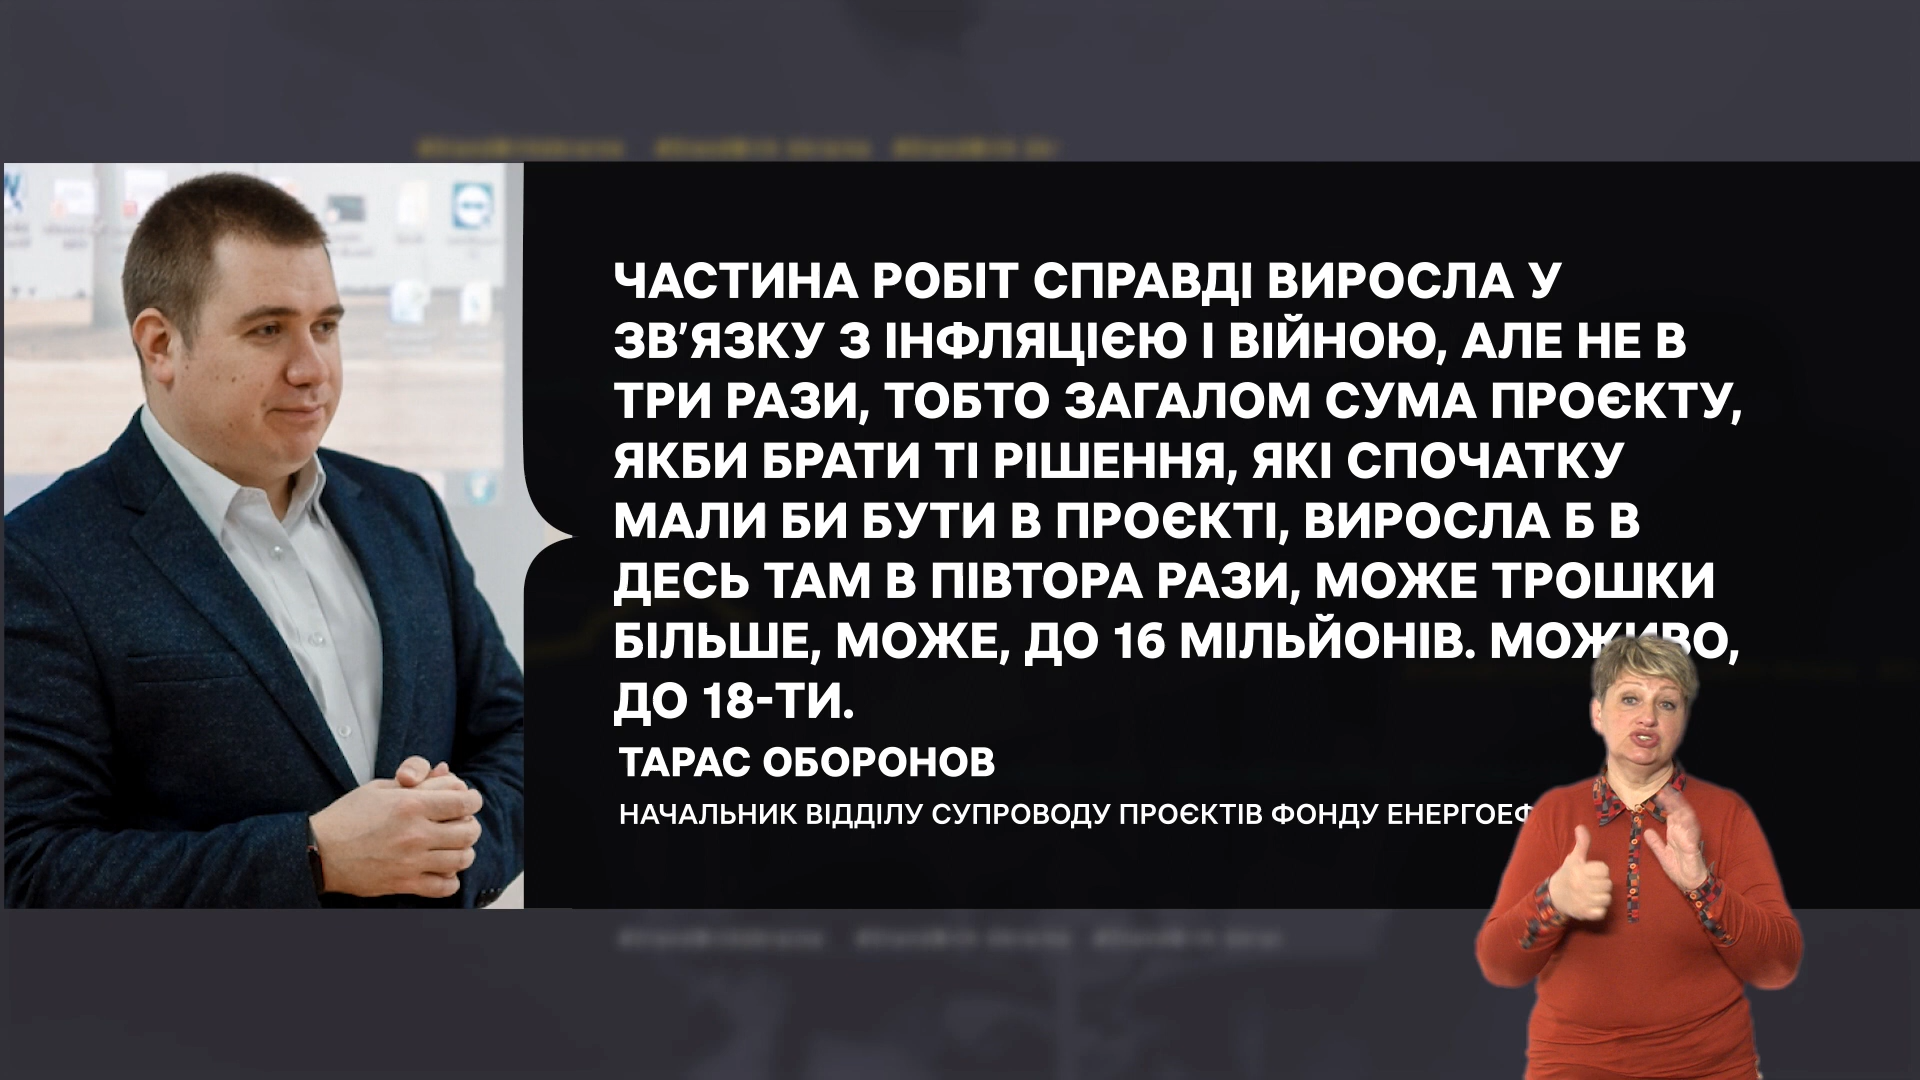 ЧАСТИНА РОБІТ СПРАВДІ ВИРОСЛА У
ЗВ’ЯЗКУ З ІНФЛЯЦІЄЮ І ВІЙНОЮ, АЛЕ НЕ В
ТРИ РАЗИ, ТОБТО ЗАГАЛОМ СУМА ПРОЄКТУ,
ЯКБИ БРАТИ ТІ РІШЕННЯ, ЯКІ СПОЧАТКУ
МАЛИ БИ БУТИ В ПРОЄКТІ, ВИРОСЛА Б В
ДЕСЬ ТАМ В ПІВТОРА РАЗИ, МОЖЕ ТРОШКИ
БІЛЬШЕ, МОЖЕ, ДО 16 МІЛЬЙОНІВ.
ДО 18-ТИ.
ТАРАС ОБОРОНОВ
НАЧАЛЬНИК ВІДДІЛУ СУПРОВОДУ ПРОЄКТІВ ФОНДУ